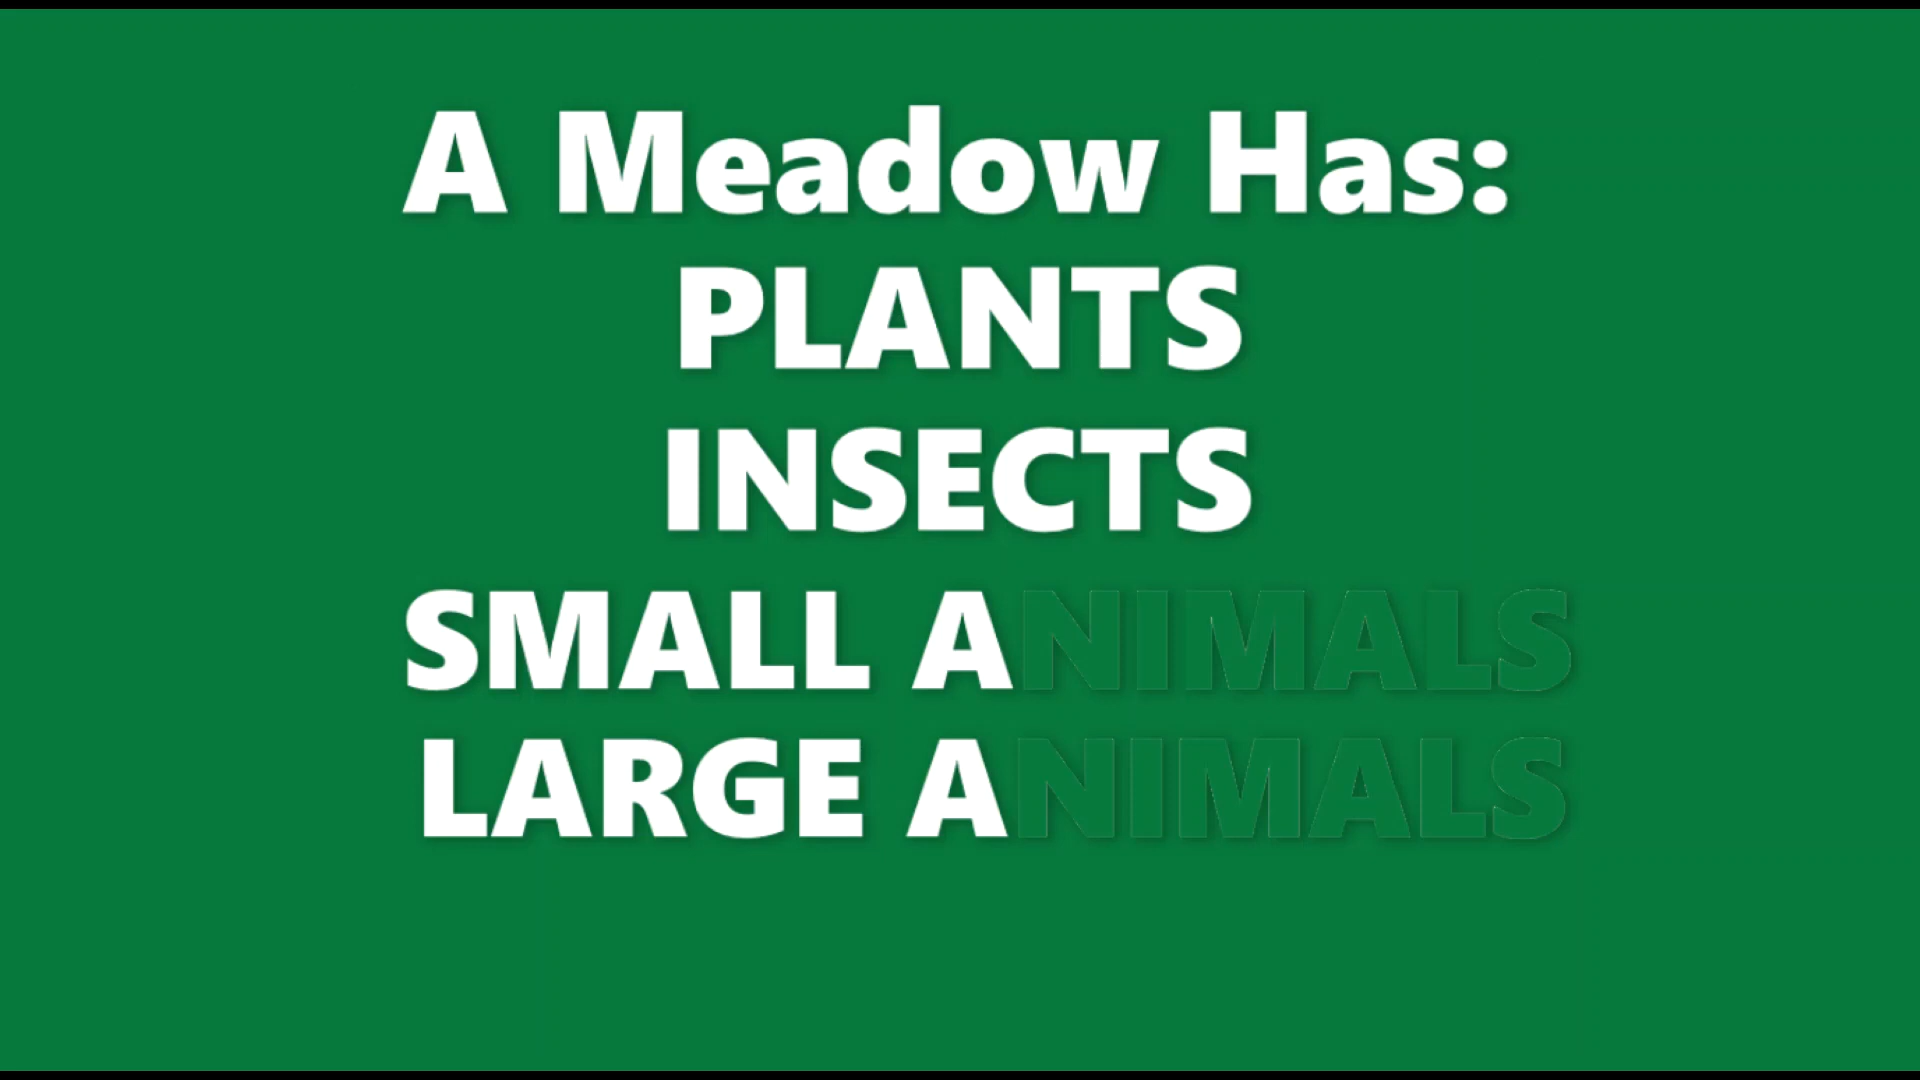 A Meadow Has:
PLANTS
INSECTS
SMALL ANIMALS
LARGE ANIMALS